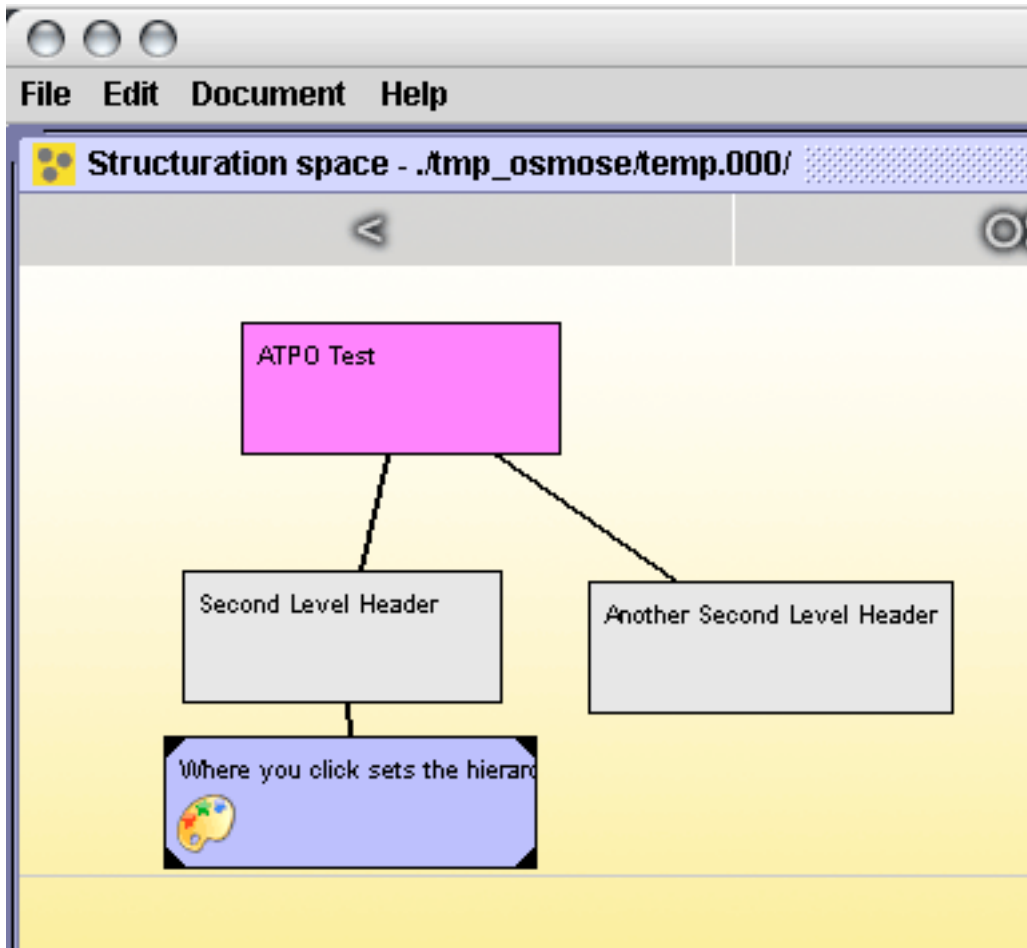 File Edit Document Help
Structuration space - ./tmp_osmose/temp.000/
<
ATPO Test
Second Level Header
Another Second Level Header
Where you click sets the